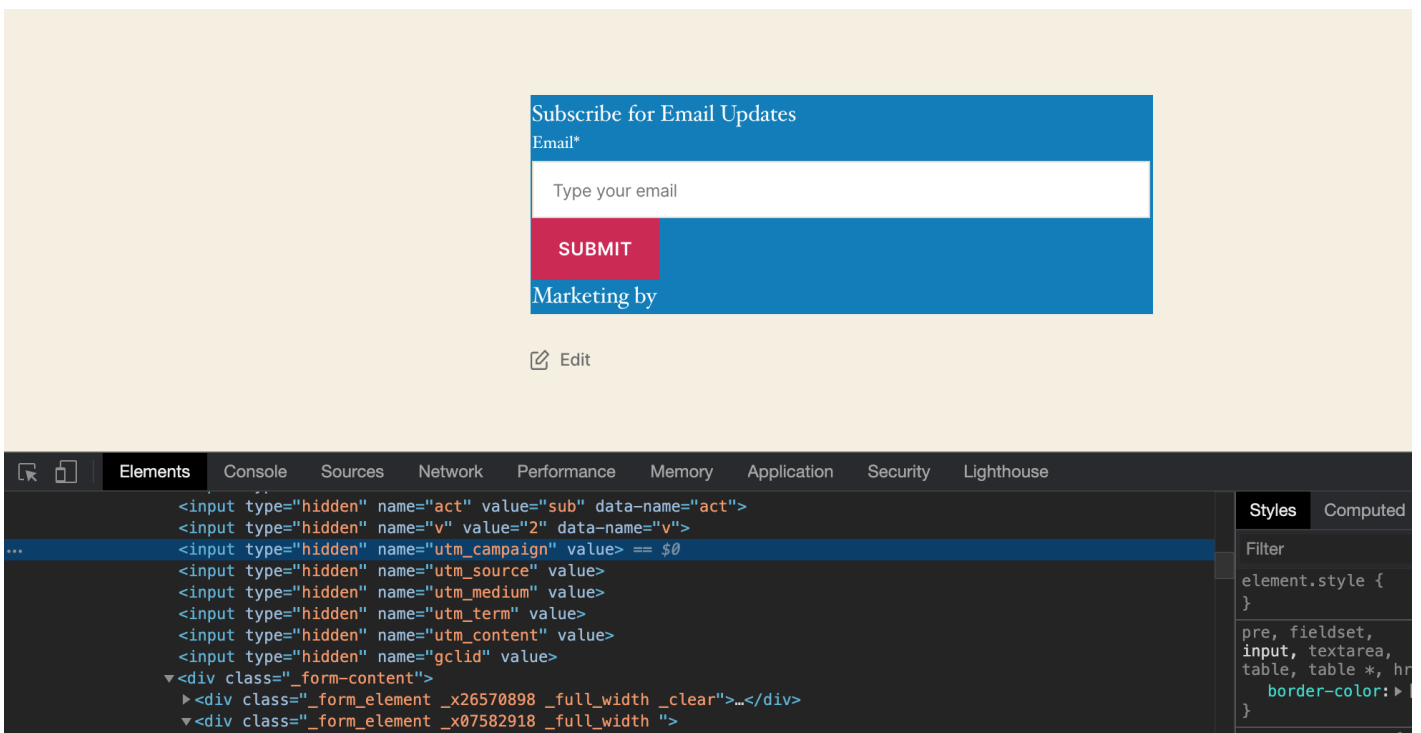 Subscribe for Email Updates
Email*
Type your email
SUBMIT
Marketing by
Edit
Elements Console Sources Network Performance Memory Application Security Lighthouse
<input type="hidden" name="act" value="sub" data-name="act">
<input type="hidden" name="v" value="2" data-name="v">
... <input type="hidden" name="utm_campaign" value> == $0
<input type="hidden" name="utm_source" value>
<input type="hidden" name="utm_medium" value>
<input type="hidden" name="utm_term" value>
<input type="hidden" name="utm_content" value>
<input type="hidden" name="gclid" value>
▼<div class="_form-content">
▶<div class="_form_element _x26570898 _full_width _clear">…</div>
▼<div class="_form_element _x07582918 _full_width ">
Styles Computed
Filter
element.style {
}
pre, fieldset,
input, textarea,
table, table *, hr
border-color:▶
}